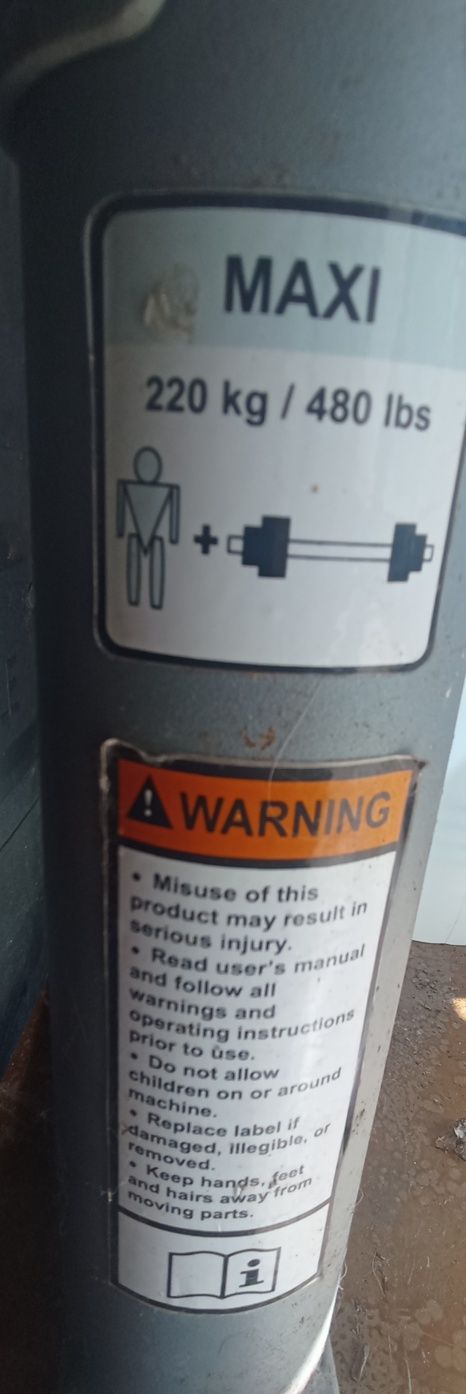 MAXI
220 kg / 480 lbs
+
WARNING
• Misuse of this
product may result in
serious injury.
• Read user's manual
and follow all
warnings and
operating instructions
prior to use.
• Do not allow
children on or around
machine.
• Replace label if
damaged, illegible, or
removed.
• Keep hands, feet
and hairs away from
moving parts.